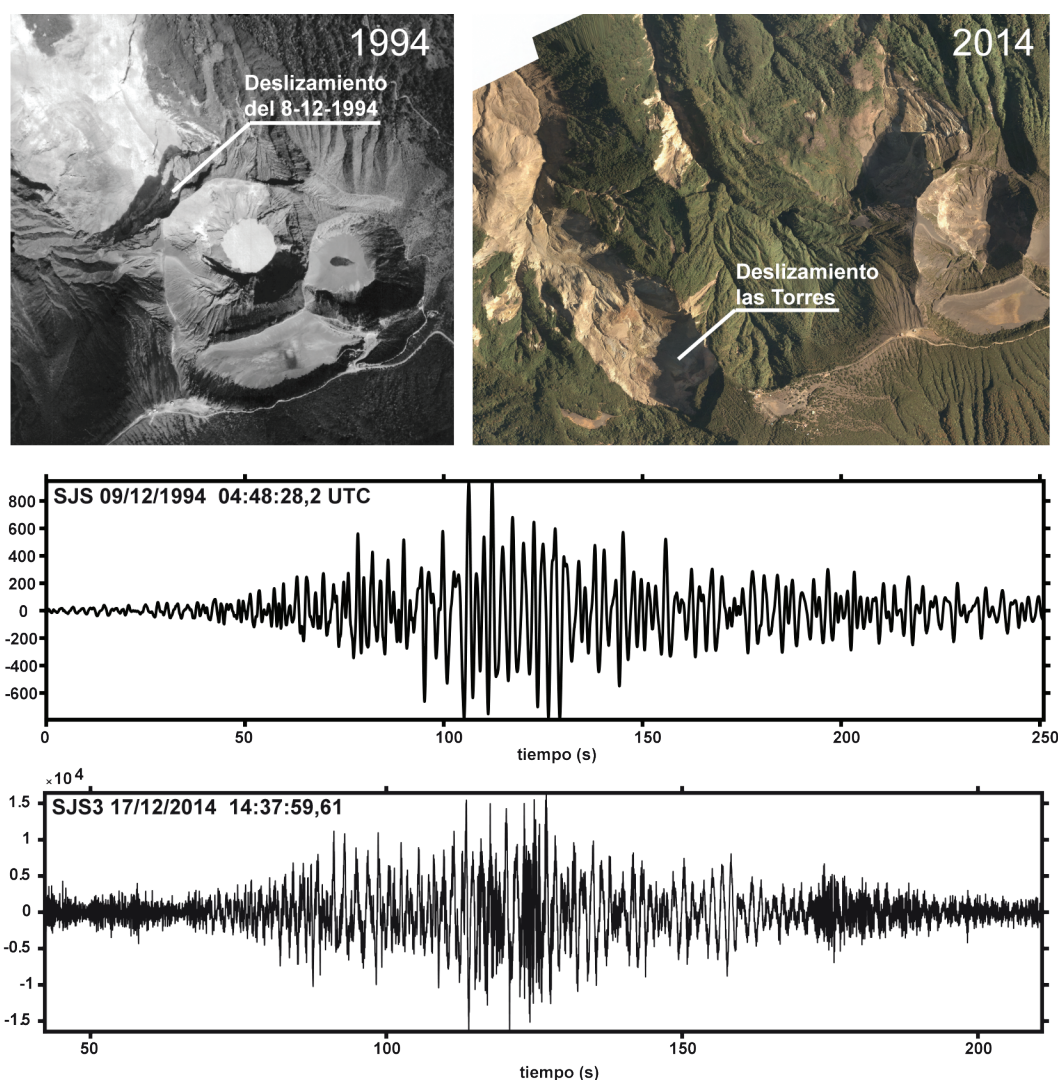 1994
Deslizamiento
del 8-12-1994
2014
Deslizamiento
las Torres
SJS 09/12/1994 04:48:28,2 UTC
800
600
400
200
0
-200
-400
-600
0 50 100 150 200 250
tiempo (s)
×10 4
SJS3 17/12/2014 14:37:59,61
1.5
1
0.5
0
-0.5
-1
-1.5
50 100 150 200
tiempo (s)